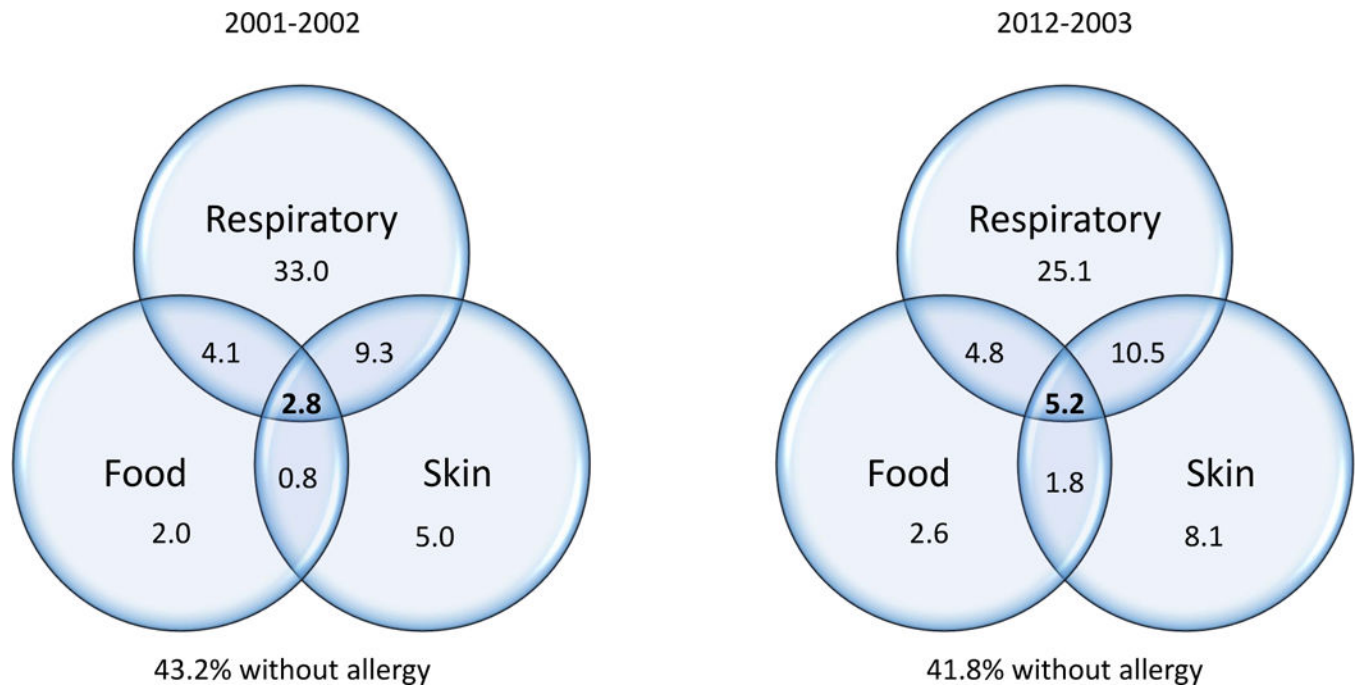 2001-2002
Respiratory
33.0
4.1
9.3
2.8
Food
0.8
Skin
2.0
5.0
43.2% without allergy
2012-2003
Respiratory
25.1
4.8
10.5
5.2
Food
1.8
Skin
2.6
8.1
41.8% without allergy